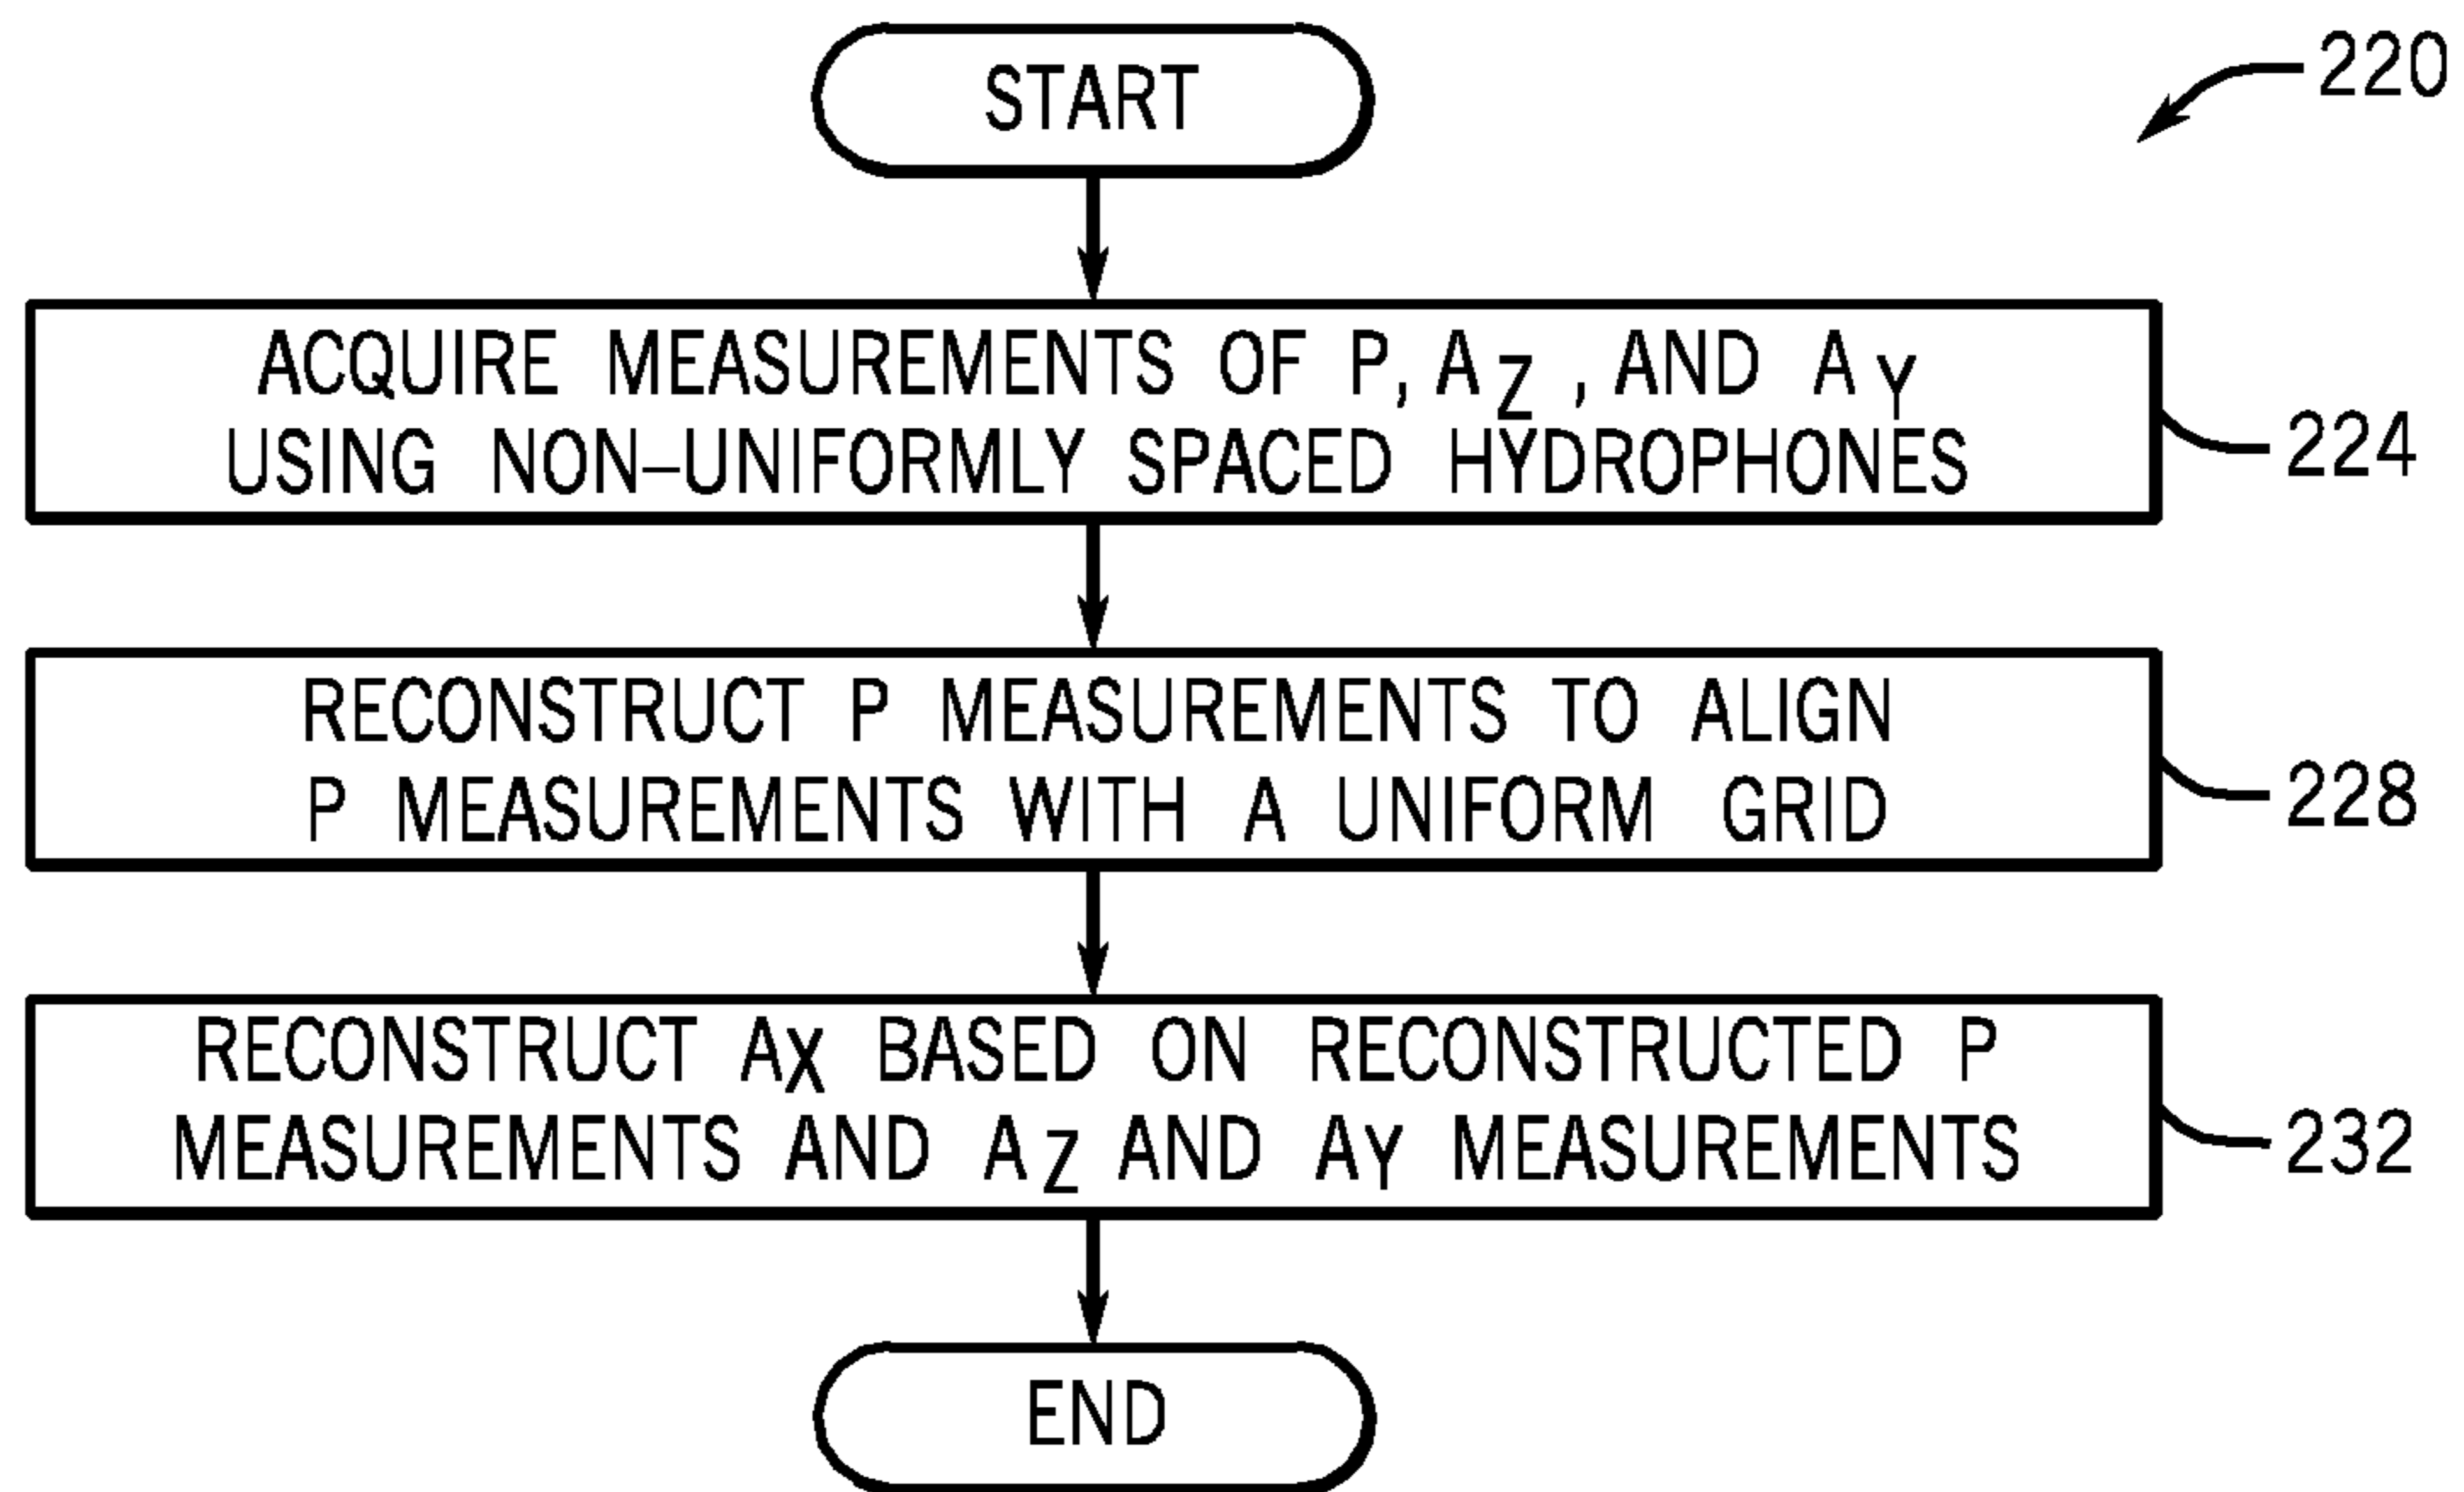 START
220
ACQUIRE MEASUREMENTS OF P, AZ, AND AY
USING NON-UNIFORMLY SPACED HYDROPHONES
224
RECONSTRUCT P MEASUREMENTS TO ALIGN
P MEASUREMENTS WITH A UNIFORM GRID
228
RECONSTRUCT AX BASED ON RECONSTRUCTED P
MEASUREMENTS AND AZ AND AY MEASUREMENTS
232
END